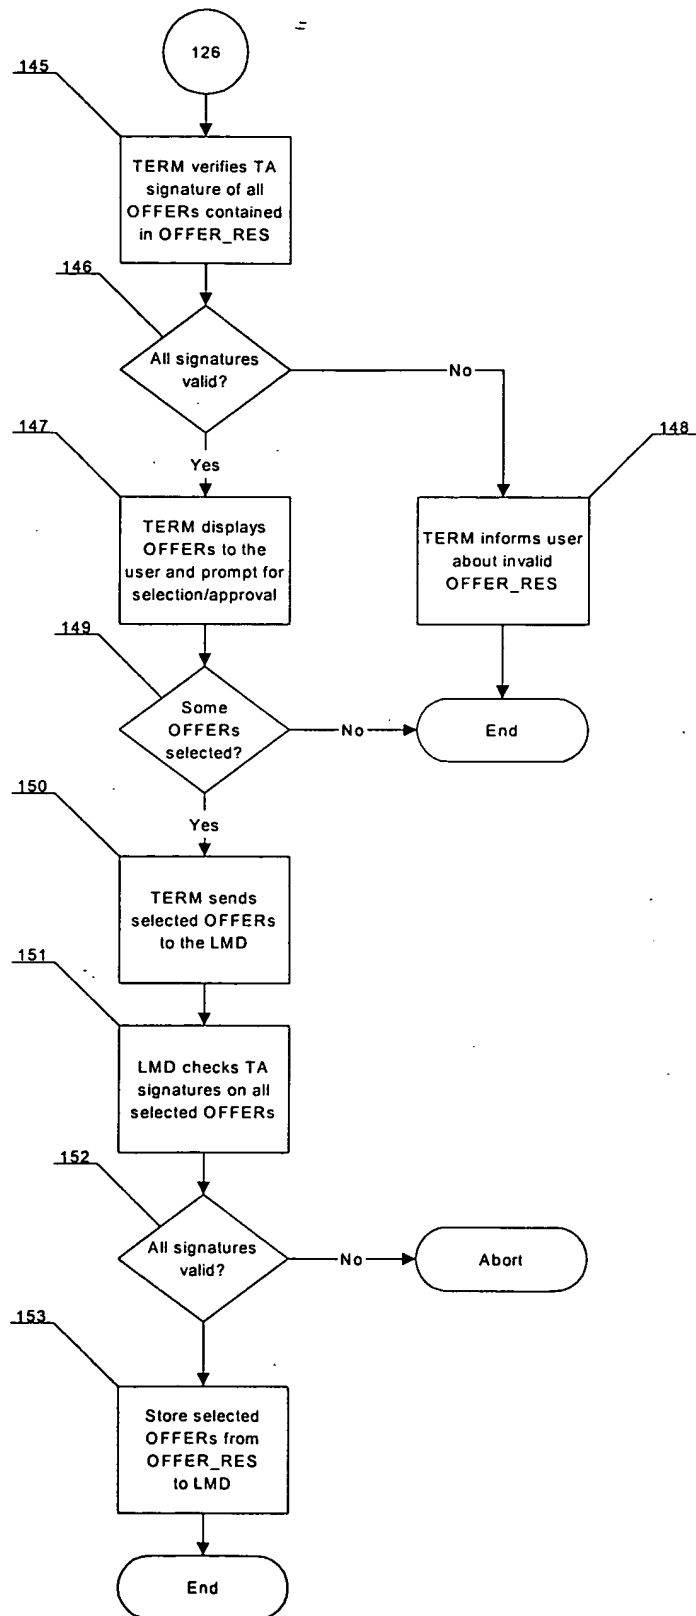 126
145
TERM verifies TA
signature of all
OFFERs contained
in OFFER_RES
146
All signatures
valid?
No
147
148
Yes
TERM displays
OFFERs to the
user and prompt for
selection/approval
TERM informs user
about invalid
OFFER_RES
149
Some
OFFERs
selected?
No
End
150
Yes
TERM sends
selected OFFERs
to the LMD
151
LMD checks TA
signatures on all
selected OFFERs
152
All signatures
valid?
No
Abort
153
Store selected
OFFERs from
OFFER_RES
to LMD
End